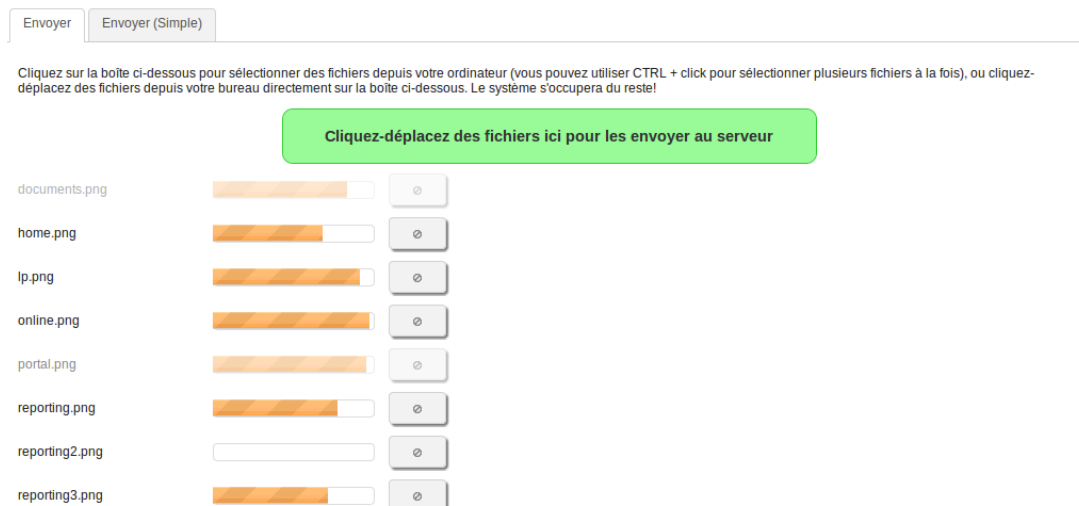 Envoyer
Envoyer (Simple)
Cliquez sur la boîte ci-dessous pour sélectionner des fichiers depuis votre ordinateur (vous pouvez utiliser CTRL + click pour sélectionner plusieurs fichiers à la fois), ou cliquez-
déplacez des fichiers depuis votre bureau directement sur la boîte ci-dessous. Le système s'occupera du reste!
Cliquez-déplacez des fichiers ici pour les envoyer au serveur
documents.png
home.png
lp.png
online.png
portal.png
reporting.png
reporting2.png
reporting3.png